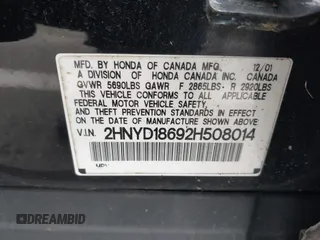 MFD. BY HONDA OF CANADA MFG. 12/01
A DIVISION OF HONDA CANADA INC. CANADA
GVWR 5690LBS GAWR F 2865LBS R 2920LBS
THIS VEHICLE CONFORMS TO ALL APPLICABLE
FEDERAL MOTOR VEHICLE SAFETY
AND THEFT PREVENTION STANDARDS IN
EFFECT ON THE DATE OF MANUFACTURE
SHOWN ABOVE.
V.I.N. 2HNYD18692H508014
MPV
DREAMBID